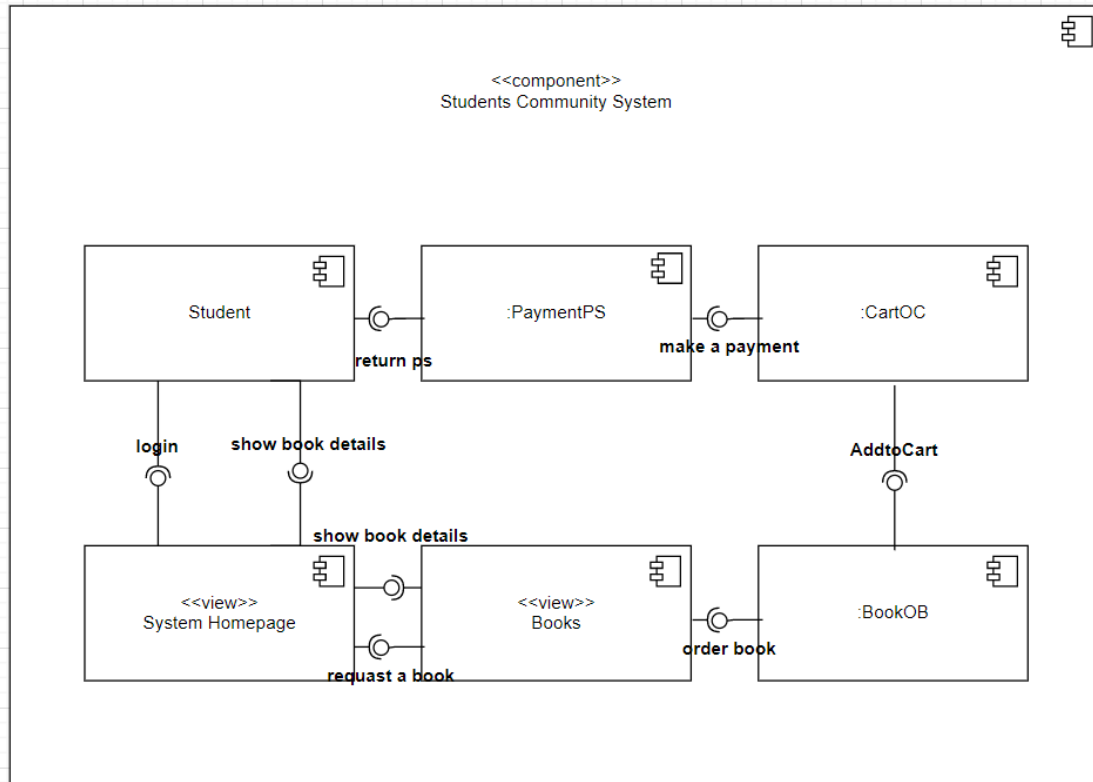 <<component>>
Students Community System
Student
:PaymentPS
:CartOC
return ps
make a payment
login
show book details
AddtoCart
show book details
<<view>>
System Homepage
<<view>>
Books
:BookOB
order book
requast a book